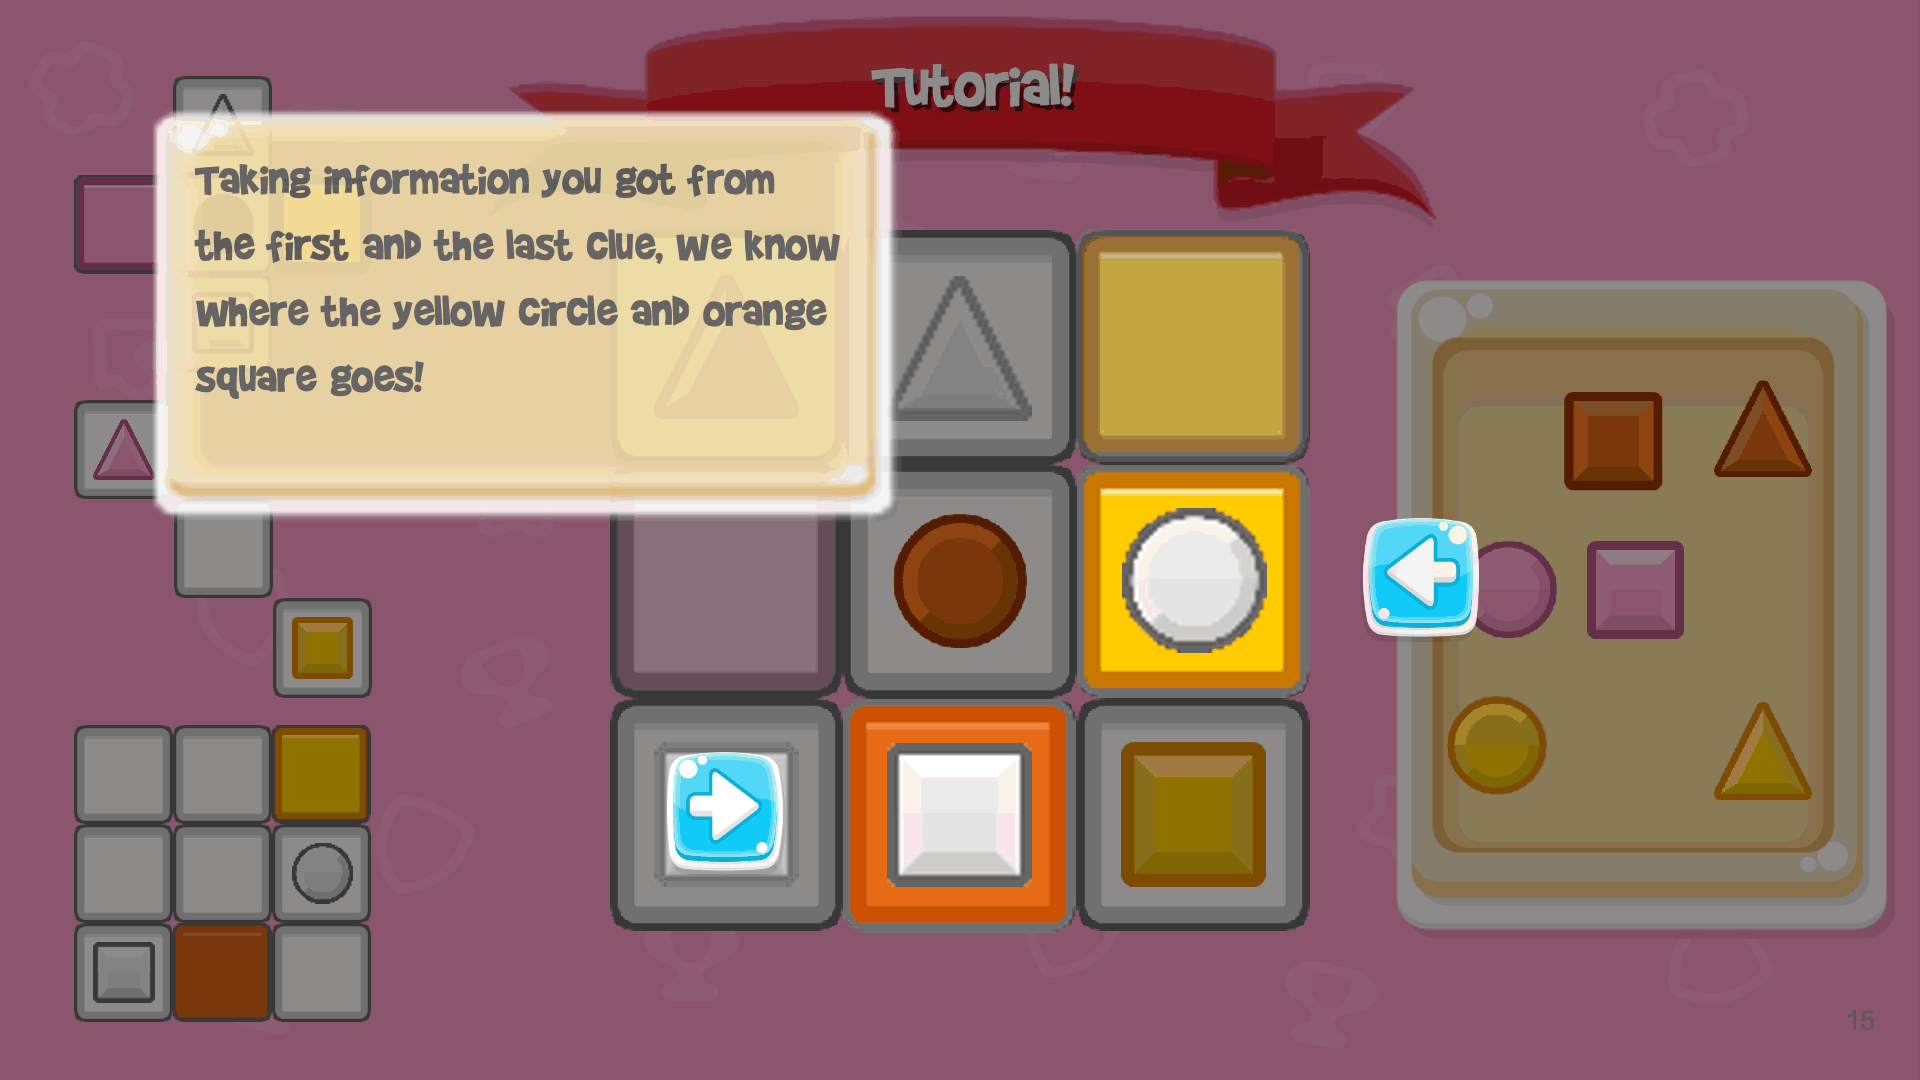 Tutorial!
Taking information you got from
the first and the last clue, we know
where the yellow circle and orange
square goes!
15